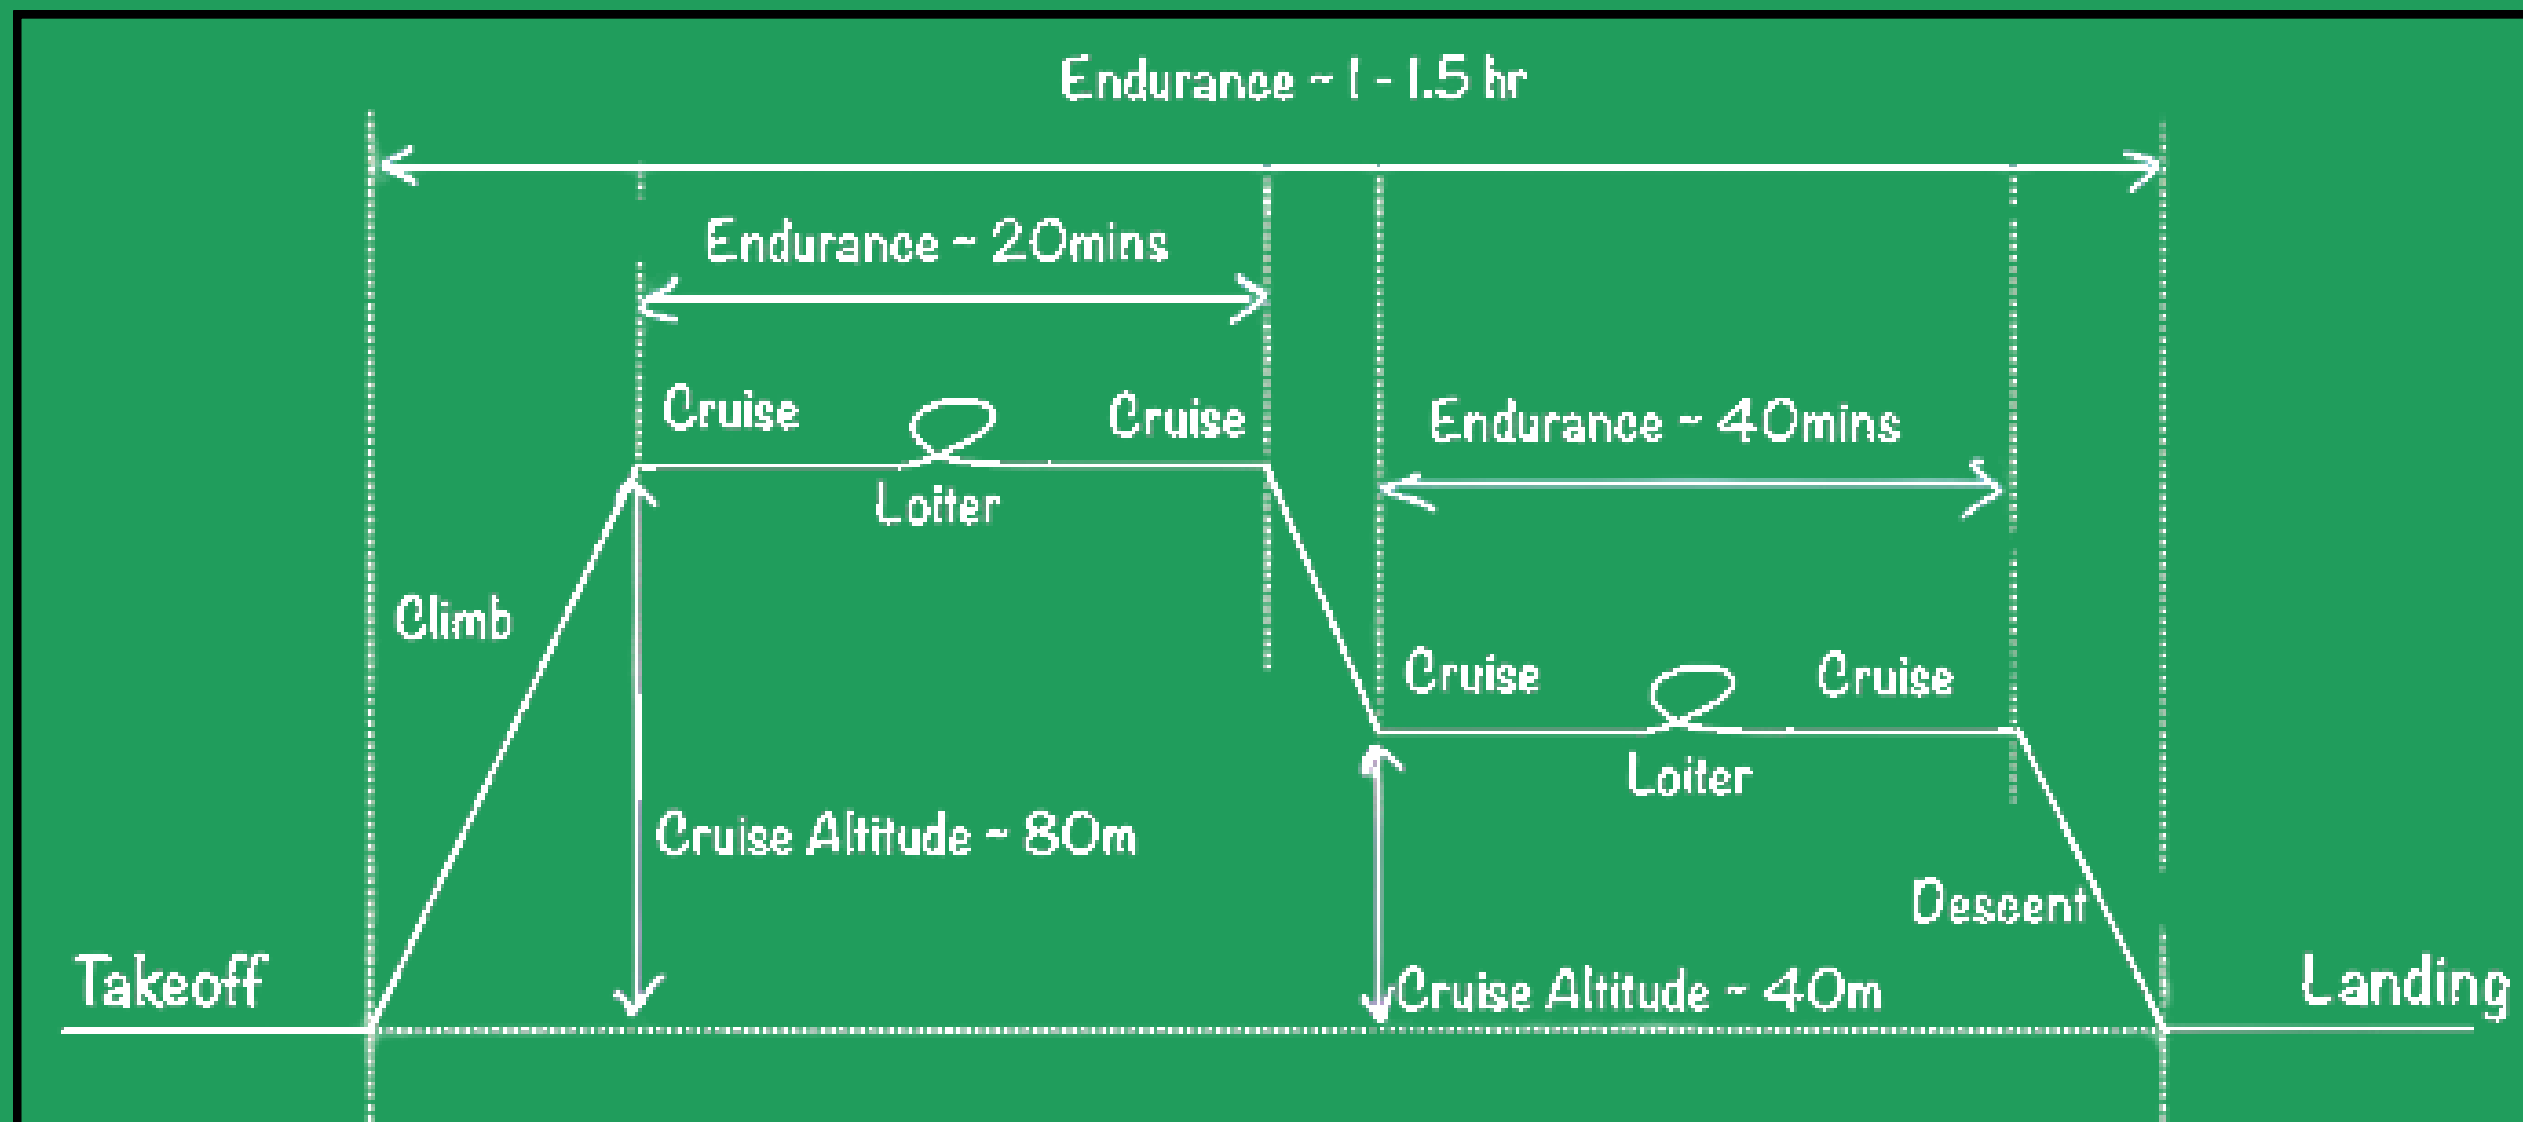 Endurance ~ 1 - 1.5 hr
Endurance ~ 20mins
Cruise
Cruise
Endurance ~ 40mins
Loiter
Climb
Cruise
Cruise
Loiter
Cruise Altitude ~ 80m
Descent
Takeoff
Cruise Altitude ~ 40m
Landing